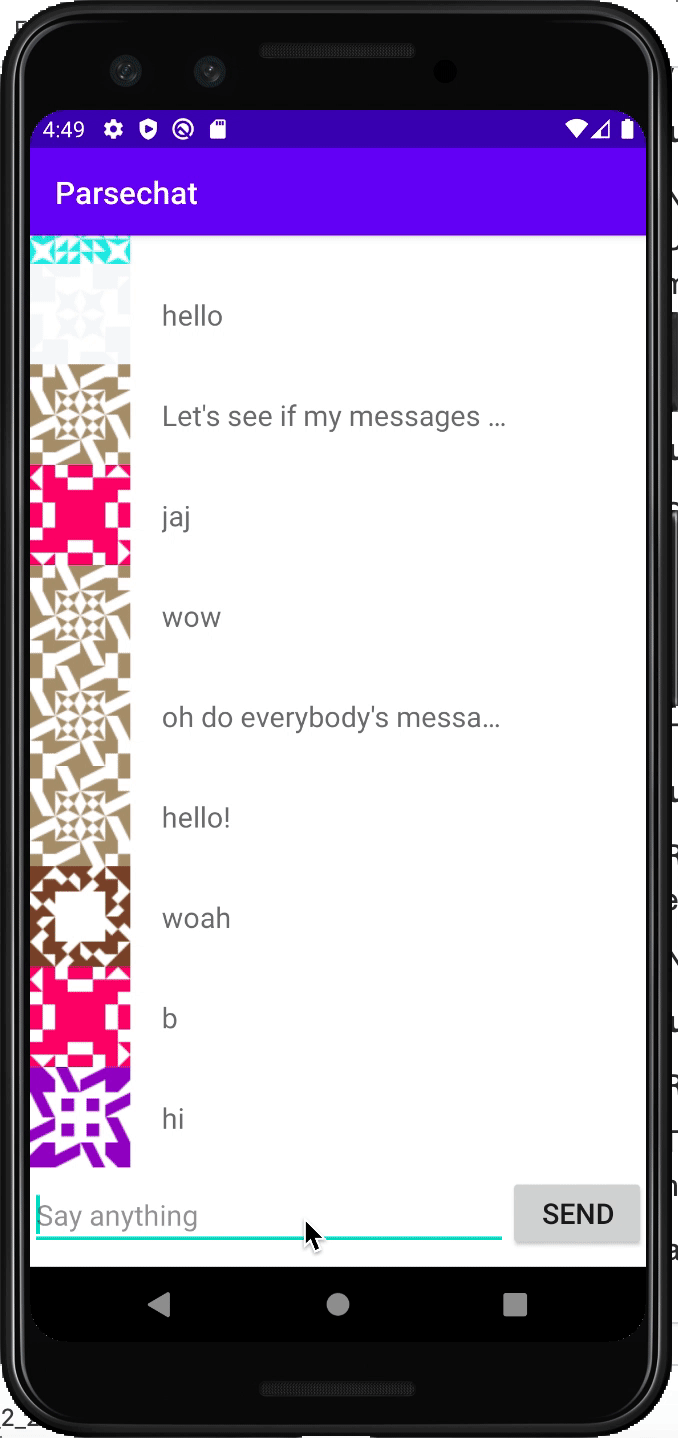 4:49
Parsechat
hello
Let's see if my messages ...
jaj
wow
oh do everybody's messa...
hello!
woah
b
hi
Say anything
SEND